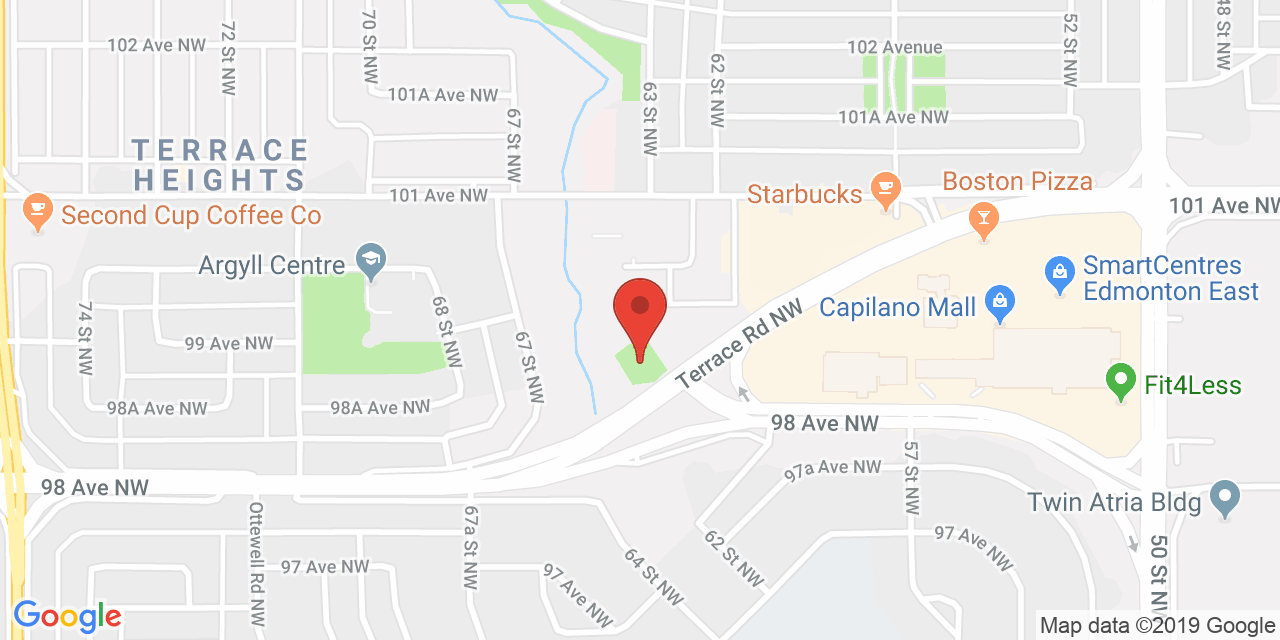 70 St NW
72 St NW
102 Ave NW
101A Ave NW
67 St NW
63 St NW
62 St NW
102 Avenue
52 St NW
48 St NW
101A Ave NW
TERRACE
HEIGHTS
101 Ave NW
Second Cup Coffee Co
Starbucks
Boston Pizza
101 Ave NW
Argyll Centre
SmartCentres
Edmonton East
Capilano Mall
74 St NW
99 Ave NW
68 St NW
67 St NW
Terrace Rd NW
Fit4Less
98A Ave NW
98A Ave NW
98 Ave NW
98 Ave NW
97a Ave NW
57 St NW
Twin Atria Bldg
Ottewell Rd NW
67a St NW
97 Ave NW
97 Ave NW
64 St NW
62 St NW
97 Ave NW
50 St NW
Google
Map data ©2019 Google